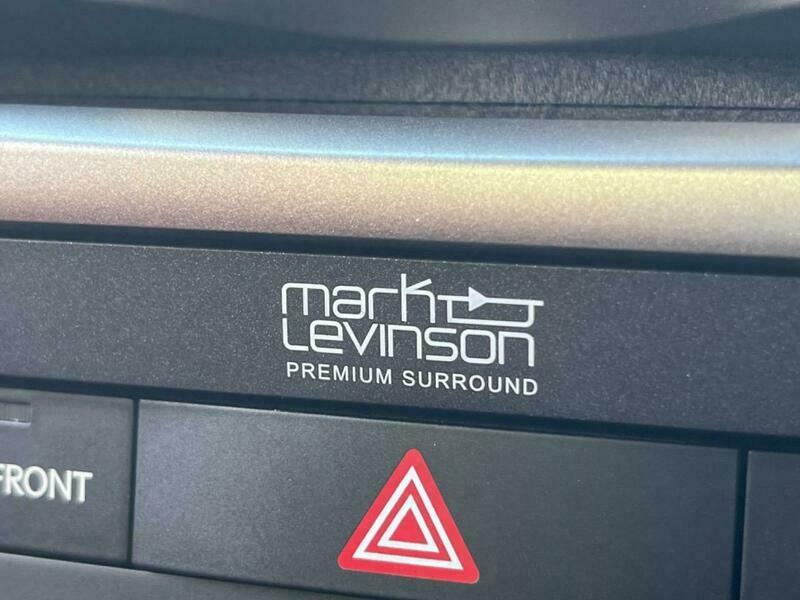 mark
Levinson
PREMIUM SURROUND
FRONT